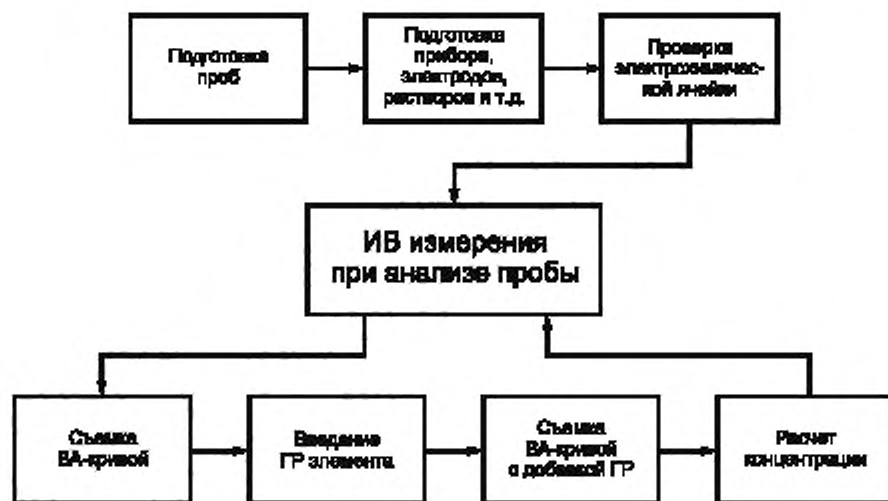 Подготовка
проб
Подготовка
прибора,
электродов,
растворов и т.д.
Проверка
электрохимичес-
кой ячейки
ИВ измерения
при анализе пробы
Съемка
ВА-кривой
Введение
ГР элемента
Съемка
ВА-кривой
с добавкой ГР
Расчет
концентрации